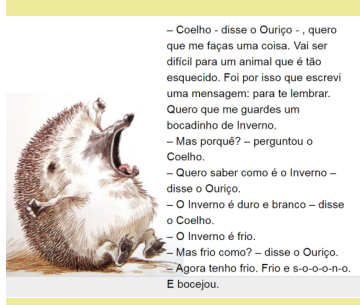 – Coelho - disse o Ouriço - , quero
que me faças uma coisa. Vai ser
difícil para um animal que é tão
esquecido. Foi por isso que escrevi
uma mensagem: para te lembrar.
Quero que me guardes um
bocadinho de Inverno.
– Mas porquê? – perguntou o
Coelho.
– Quero saber como é o Inverno –
disse o Ouriço.
– O Inverno é duro e branco – disse
o Coelho.
– O Inverno é frio.
– Mas frio como? – disse o Ouriço.
– Agora tenho frio. Frio e s-o-o-o-n-o.
E bocejou.